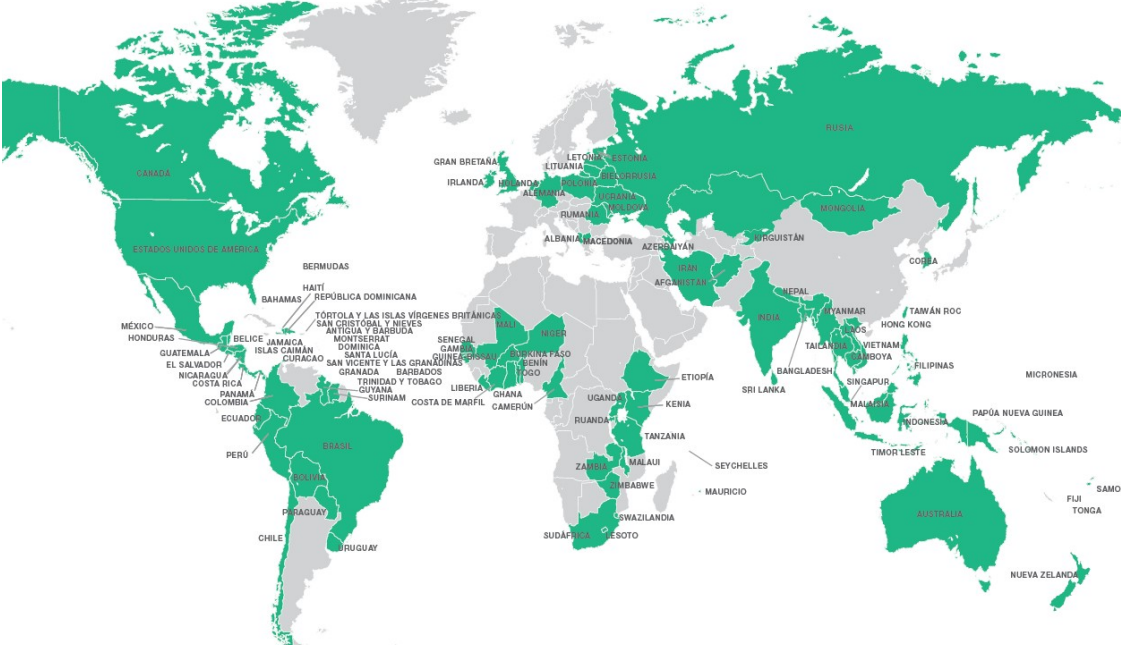 RUSIA
CANADÁ
ESTADOS UNIDOS DE AMÉRICA
GRAN BRETAÑA
IRLANDA
HOLANDA
ALEMANIA
LETONIA
LITUANIA
ESTONIA
POLONIA
BIELORRUSIA
UCRANIA
MOLDOVA
RUMANIA
ALBANIA
MACEDONIA
AZERBAIYÁN
MONGOLIA
KIRGUISTÁN
COREA
IRÁN
AFGANISTÁN
NEPAL
INDIA
MYANMAR
LAOS
TAIWÁN ROC
HONG KONG
VIETNAM
TAILANDIA
CAMBOYA
BANGLADESH
FILIPINAS
SRI LANKA
SINGAPUR
MALAISIA
INDONESIA
MICRONESIA
PAPÚA NUEVA GUINEA
TIMOR LESTE
SOLOMON ISLANDS
SAMO
FIJI
TONGA
AUSTRALIA
NUEVA ZELANDA
BERMUDAS
HAITÍ
BAHAMAS
REPÚBLICA DOMINICANA
TÓRTOLA Y LAS ISLAS VÍRGENES BRITÁNICAS
SAN CRISTÓBAL Y NIEVES
ANTIGUA Y BARBUDA
MONTSERRAT
DOMINICA
SANTA LUCÍA
SAN VICENTE Y LAS GRANADINAS
GRANADA
BARBADOS
TRINIDAD Y TOBAGO
GUYANA
SURINAM
MÉXICO
HONDURAS
BELICE
JAMAICA
ISLAS CAIMÁN
CURACAO
GUATEMALA
EL SALVADOR
NICARAGUA
COSTA RICA
PANAMÁ
COLOMBIA
ECUADOR
PERÚ
BRASIL
BOLIVIA
PARAGUAY
CHILE
URUGUAY
MALI
NIGER
SENEGAL
GAMBIA
GUINEA-BISSAU
BURKINA FASO
BENÍN
TOGO
LIBERIA
GHANA
COSTA DE MARFIL
CAMERÚN
ETIOPÍA
UGANDA
KENIA
RUANDA
TANZANIA
SEYCHELLES
ZAMBIA
MALAUI
MAURICIO
ZIMBABWE
SWAZILANDIA
SUDÁFRICA
LESOTO